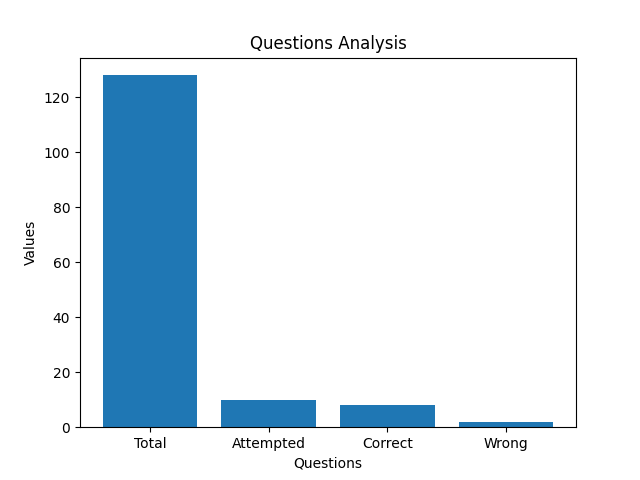 Questions Analysis
Values
120
100
80
60
40
20
0
Total Attempted Correct Wrong
Questions